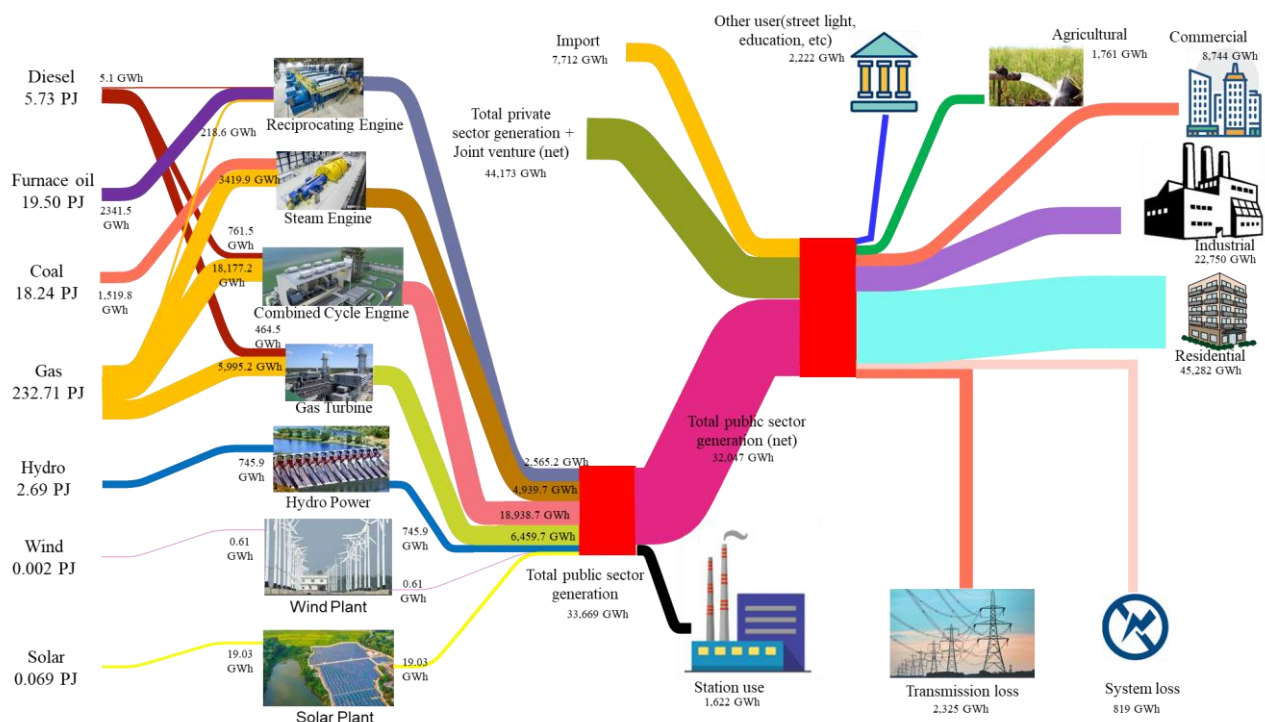 Diesel
5.73 PJ
5.1 GWh
218.6 GWh
Reciprocating Engine
Furnace oil
19.50 PJ
2341.5
GWh
3419.9 GWh
Steam Engine
761.5
GWh
Coal
18.24 PJ
1,519.8
GWh
18,177.2
GWh
Combined Cycle Engine
464.5
GWh
Gas
232.71 PJ
5,995.2 GWh
Gas Turbine
Hydro
2.69 PJ
745.9
GWh
Hydro Power
745.9
GWh
Wind
0.002 PJ
0.61
GWh
0.61
GWh
Wind Plant
Solar
0.069 PJ
19.03
GWh
19.03
GWh
Solar Plant
2,565.2 GWh
4,939.7 GWh
18,938.7 GWh
6,459.7 GWh
Total public sector
generation
33,669 GWh
Station use
1,622 GWh
Import
7,712 GWh
Total private
sector generation +
Joint venture (net)
44,173 GWh
Total public sector
generation (net)
32,047 GWh
Other user(street light,
education, etc)
2,222 GWh
Agricultural
1,761 GWh
Commercial
8,744 GWh
Industrial
22,750 GWh
Residential
45,282 GWh
Transmission loss
2,325 GWh
System loss
819 GWh